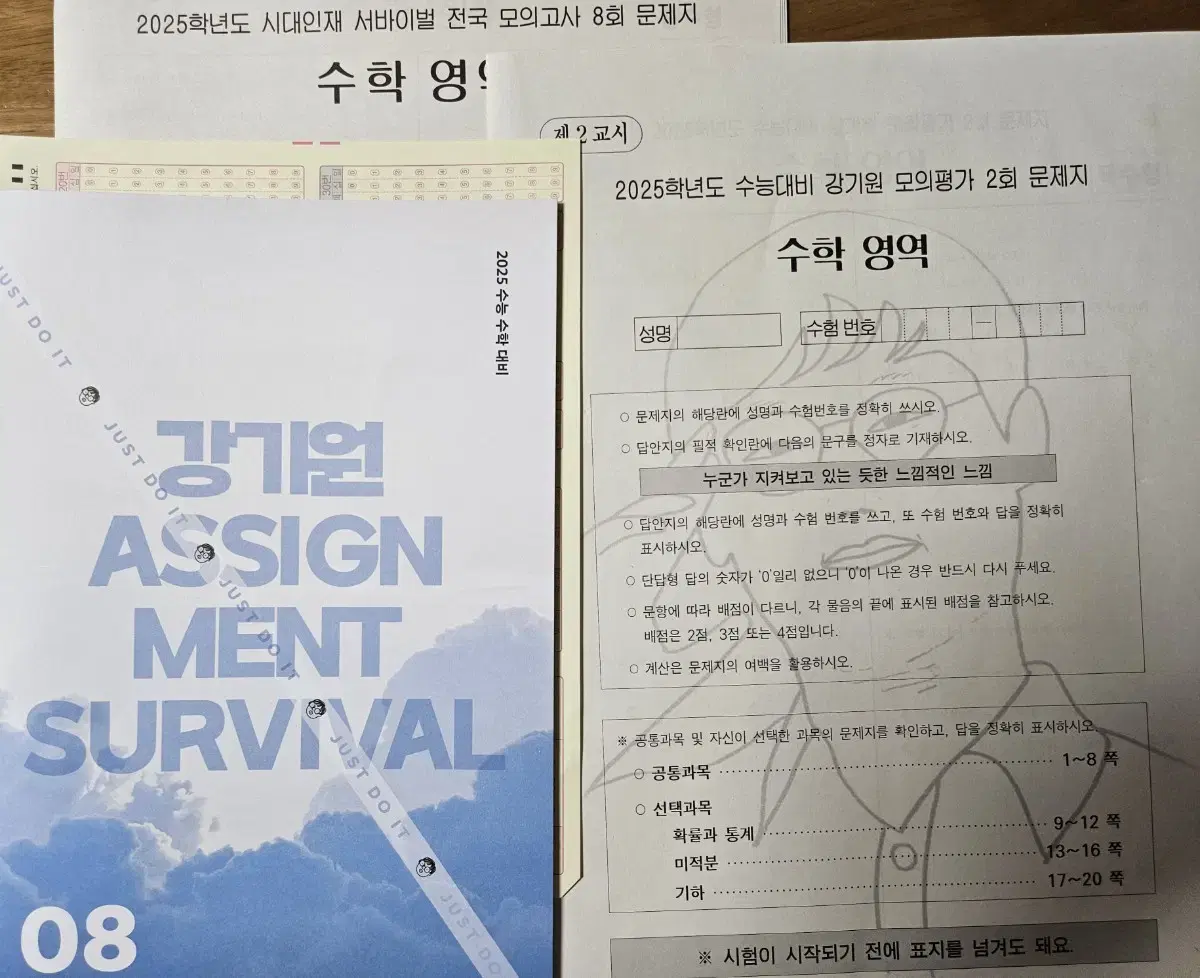 2025학년도 시대인재 서바이벌 전국 모의고사 8회 문제지
수학 영역
제 2 교시
2025학년도 수능대비 강기원 모의평가 2회 문제지
수학 영역
성명
수험 번호
○ 문제지의 해당란에 성명과 수험번호를 정확히 쓰시오.
○ 답안지의 필적 확인란에 다음의 문구를 정자로 기재하시오.
누군가 지켜보고 있는 듯한 느낌적인 느낌
○ 답안지의 해당란에 성명과 수험 번호를 쓰고, 또 수험 번호와 답을 정확히
표시하시오.
○ 단답형 답의 숫자가 '0'일리 없으니 '0'이 나온 경우 반드시 다시 푸세요.
○ 문항에 따라 배점이 다르니, 각 물음의 끝에 표시된 배점을 참고하시오.
배점은 2점, 3점 또는 4점입니다.
○ 계산은 문제지의 여백을 활용하시오.
※ 공통과목 및 자신이 선택한 과목의 문제지를 확인하고, 답을 정확히 표시하시오.
○ 공통과목 1~8 쪽
○ 선택과목
확률과 통계 9~12 쪽
미적분 13~16 쪽
기하 17~20 쪽
※ 시험이 시작되기 전에 표지를 넘겨도 돼요.
2025 수능 수학 대비
강기원
ASSIGN
MENT
SURVIVAL
08
JUST DO IT
JUST DO IT
JUST DO IT
JUST DO IT
JUST DO